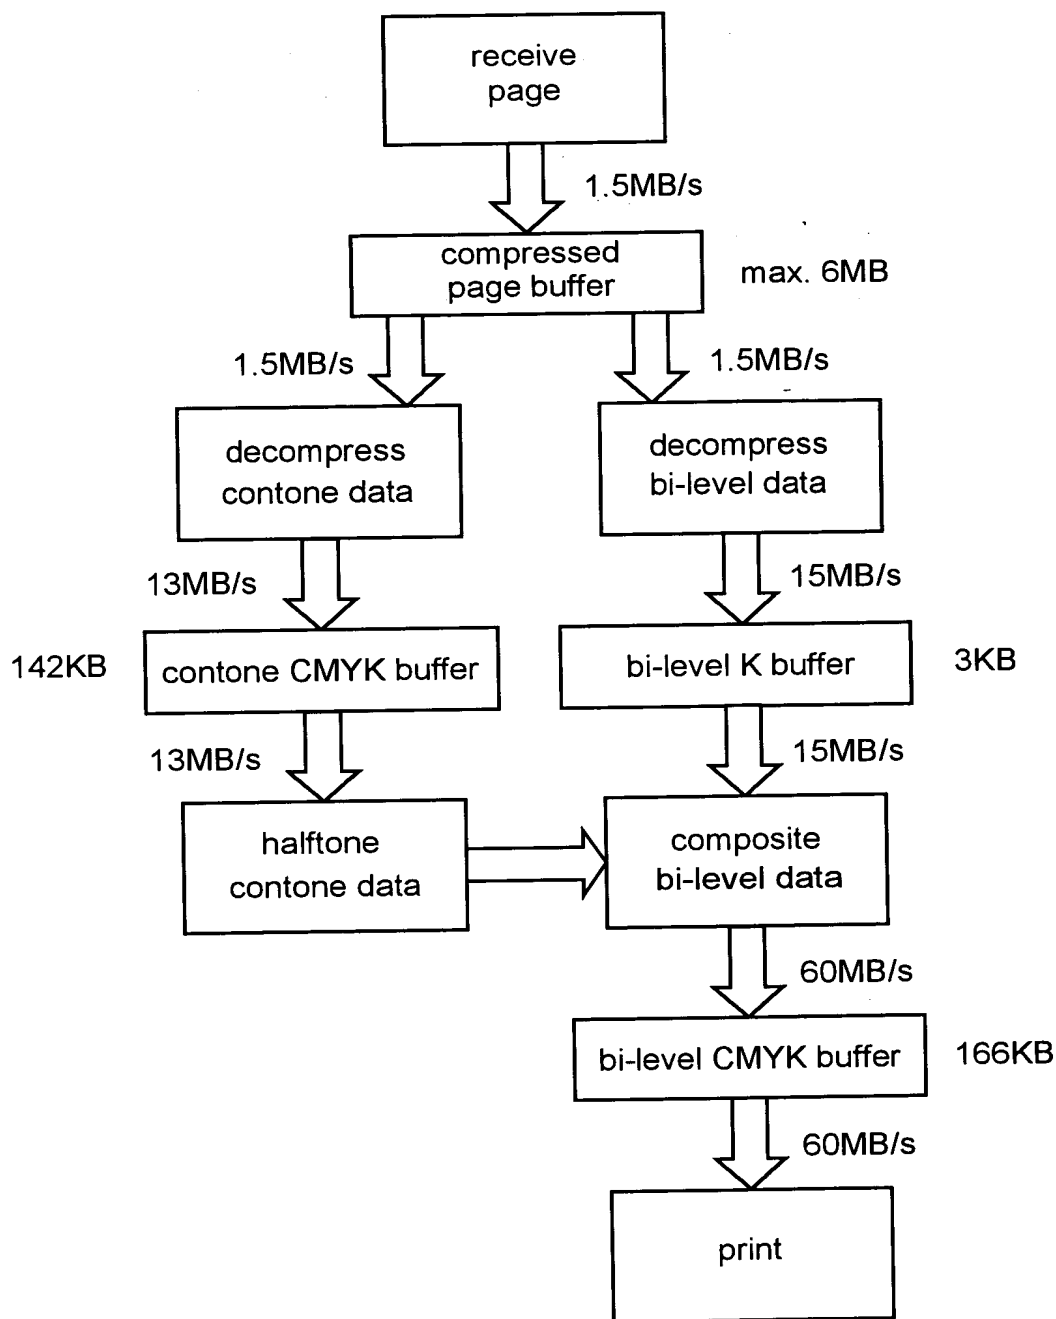 receive
page
1.5MB/s
compressed
page buffer
max. 6MB
1.5MB/s
1.5MB/s
decompress
contone data
decompress
bi-level data
13MB/s
15MB/s
142KB
contone CMYK buffer
bi-level K buffer
3KB
13MB/s
15MB/s
halftone
contone data
composite
bi-level data
60MB/s
bi-level CMYK buffer
166KB
60MB/s
print